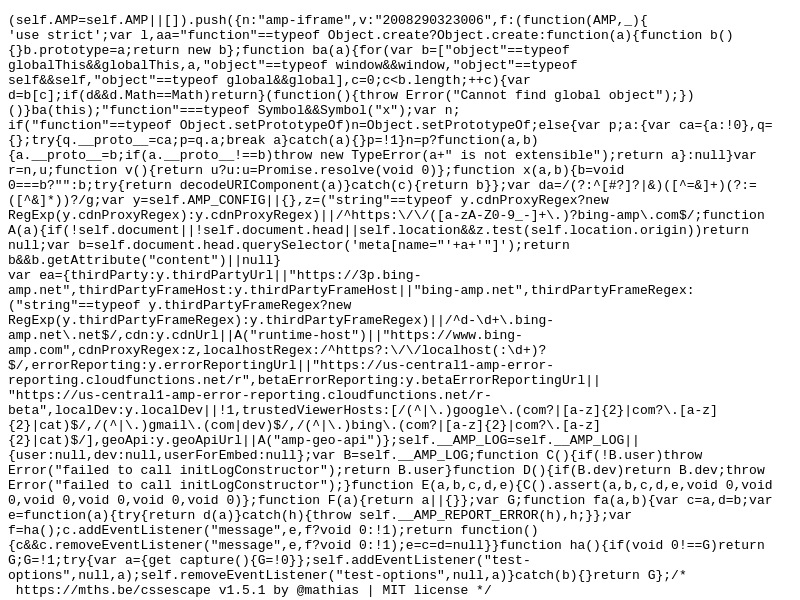 (self.AMP=self.AMP||[]).push({n:"amp-iframe",v:"2008290323006",f:(function(AMP,_){
'use strict';var l,aa="function"==typeof Object.create?Object.create:function(a){function b()
{}b.prototype=a;return new b};function ba(a){for(var b=["object"==typeof
globalThis&&globalThis,a,"object"==typeof window&&window,"object"==typeof
self&&self,"object"==typeof global&&global],c=0;c<b.length;++c){var
d=b[c];if(d&&d.Math==Math)return}(function(){throw Error("Cannot find global object");})
()}ba(this);"function"===typeof Symbol&&Symbol("x");var n;
if("function"==typeof Object.setPrototypeOf)n=Object.setPrototypeOf;else{var p;a:{var ca={a:!0},q=
{};try{q.__proto__=ca;p=q.a;break a}catch(a){}p=!1}n=p?function(a,b)
{a.__proto__=b;if(a.__proto__!==b)throw new TypeError(a+" is not extensible");return a}:null}var
r=n,u;function v(){return u?u:u=Promise.resolve(void 0)};function x(a,b){b=void
0===b?"":b;try{return decodeURIComponent(a)}catch(c){return b}};var da=/(?:^[#?]?|&)([^=&]+)(?:=
([^&]*))?/g;var y=self.AMP_CONFIG||{},z=("string"==typeof y.cdnProxyRegex?new
RegExp(y.cdnProxyRegex):y.cdnProxyRegex)||/^https:\/\/([a-zA-Z0-9_-]+\.)?bing-amp\.com$/;function
A(a){if(!self.document||!self.document.head||self.location&&z.test(self.location.origin))return
null;var b=self.document.head.querySelector('meta[name="'+a+'"]');return
b&&b.getAttribute("content")||null}
var ea={thirdParty:y.thirdPartyUrl||"https://3p.bing-
amp.net",thirdPartyFrameHost:y.thirdPartyFrameHost||"bing-amp.net",thirdPartyFrameRegex:
("string"==typeof y.thirdPartyFrameRegex?new
RegExp(y.thirdPartyFrameRegex):y.thirdPartyFrameRegex)||/^d-\d+\.bing-
amp.net\.net$/,cdn:y.cdnUrl||A("runtime-host")||"https://www.bing-
amp.com",cdnProxyRegex:z,localhostRegex:/^https?:\/\/localhost(:\d+)?
$/,errorReporting:y.errorReportingUrl||"https://us-central1-amp-error-
reporting.cloudfunctions.net/r",betaErrorReporting:y.betaErrorReportingUrl||
"https://us-central1-amp-error-reporting.cloudfunctions.net/r-
beta",localDev:y.localDev||!1,trustedViewerHosts:[/(^|\.)google\.(com?|[a-z]{2}|com?\.[a-z]
{2}|cat)$/,/(^|\.)gmail\.(com|dev)$/,/(^|\.)bing\.(com?|[a-z]{2}|com?\.[a-z]
{2}|cat)$/],geoApi:y.geoApiUrl||A("amp-geo-api")};self.__AMP_LOG=self.__AMP_LOG||
{user:null,dev:null,userForEmbed:null};var B=self.__AMP_LOG;function C(){if(!B.user)throw
Error("failed to call initLogConstructor");return B.user}function D(){if(B.dev)return B.dev;throw
Error("failed to call initLogConstructor");}function E(a,b,c,d,e){C().assert(a,b,c,d,e,void 0,void
0,void 0,void 0,void 0,void 0)};function F(a){return a||{}};var G;function fa(a,b){var c=a,d=b;var
e=function(a){try{return d(a)}catch(h){throw self.__AMP_REPORT_ERROR(h),h;}};var
f=ha();c.addEventListener("message",e,f?void 0:!1);return function()
{c&&c.removeEventListener("message",e,f?void 0:!1);e=c=d=null}}function ha(){if(void 0!==G)return
G;G=!1;try{var a={get capture(){G=!0}};self.addEventListener("test-
options",null,a);self.removeEventListener("test-options",null,a)}catch(b){}return G};/*
https://mths.be/cssescape v1.5.1 by @mathias | MIT license */